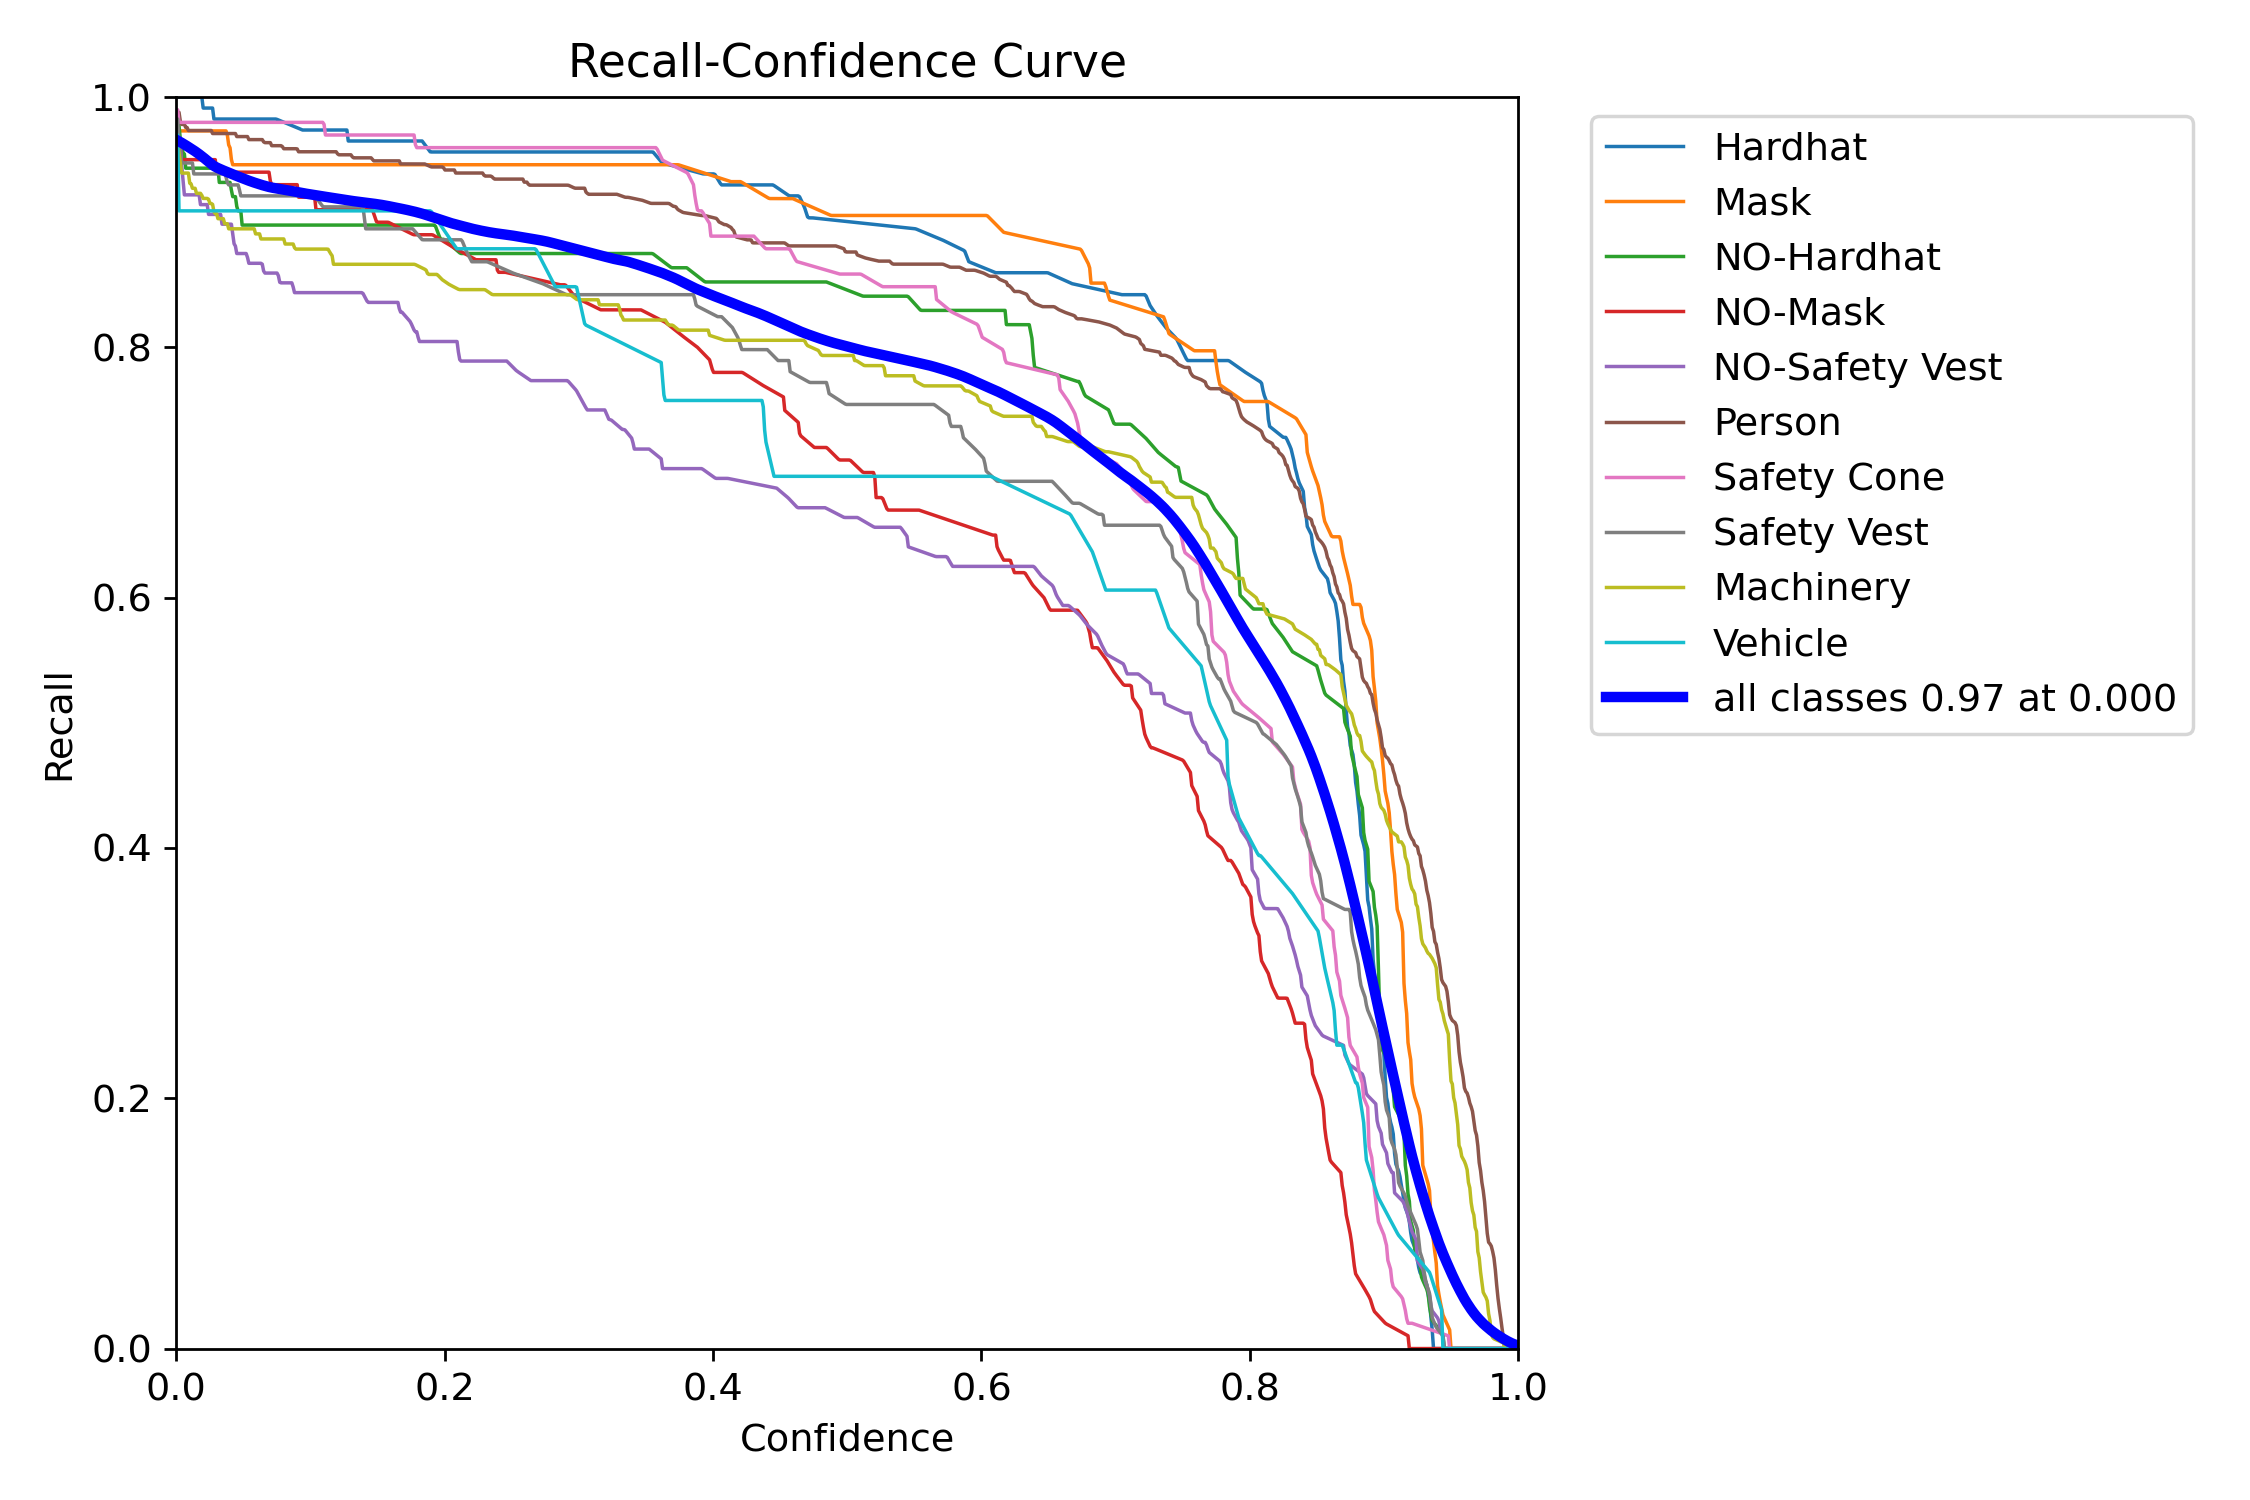 Recall-Confidence Curve
1.0
0.8
0.6
0.4
0.2
0.0
Recall
0.0 0.2 0.4 0.6 0.8 1.0
Confidence
Hardhat
Mask
NO-Hardhat
NO-Mask
NO-Safety Vest
Person
Safety Cone
Safety Vest
Machinery
Vehicle
all classes 0.97 at 0.000